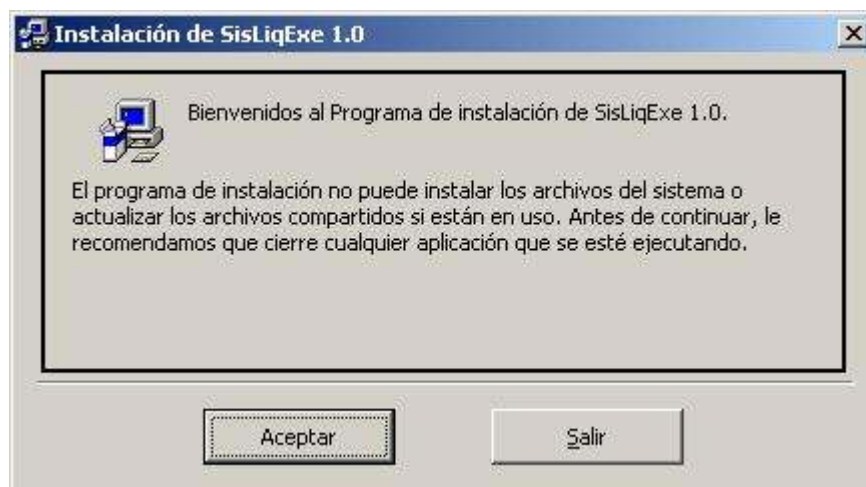 Instalación de SisLiqExe 1.0
Bienvenidos al Programa de instalación de SisLiqExe 1.0.
El programa de instalación no puede instalar los archivos del sistema o
actualizar los archivos compartidos si están en uso. Antes de continuar, le
recomendamos que cierre cualquier aplicación que se esté ejecutando.
Aceptar
Salir